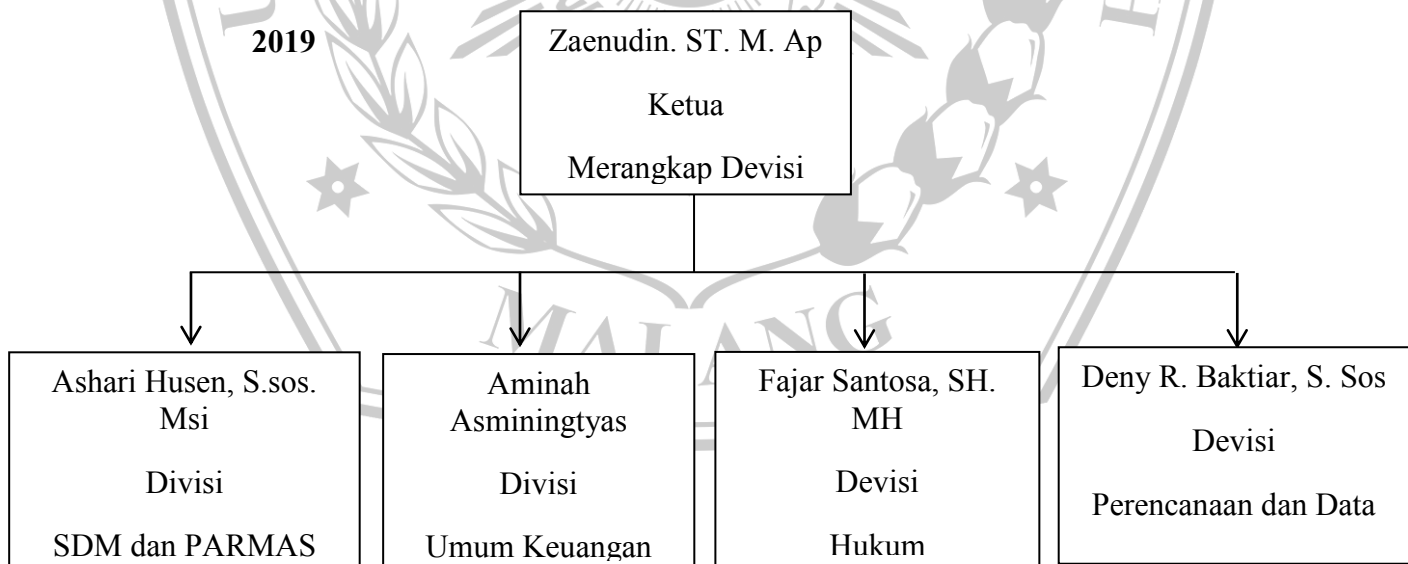 2019
Zaenudin. ST. M. Ap
Ketua
Merangkap Devisi
MALANG
Ashari Husen, S.sos.
Msi
Divisi
SDM dan PARMAS
Aminah
Asminingtyas
Divisi
Umum Keuangan
Fajar Santosa, SH.
MH
Devisi
Hukum
Deny R. Baktiar, S. Sos
Devisi
Perencanaan dan Data